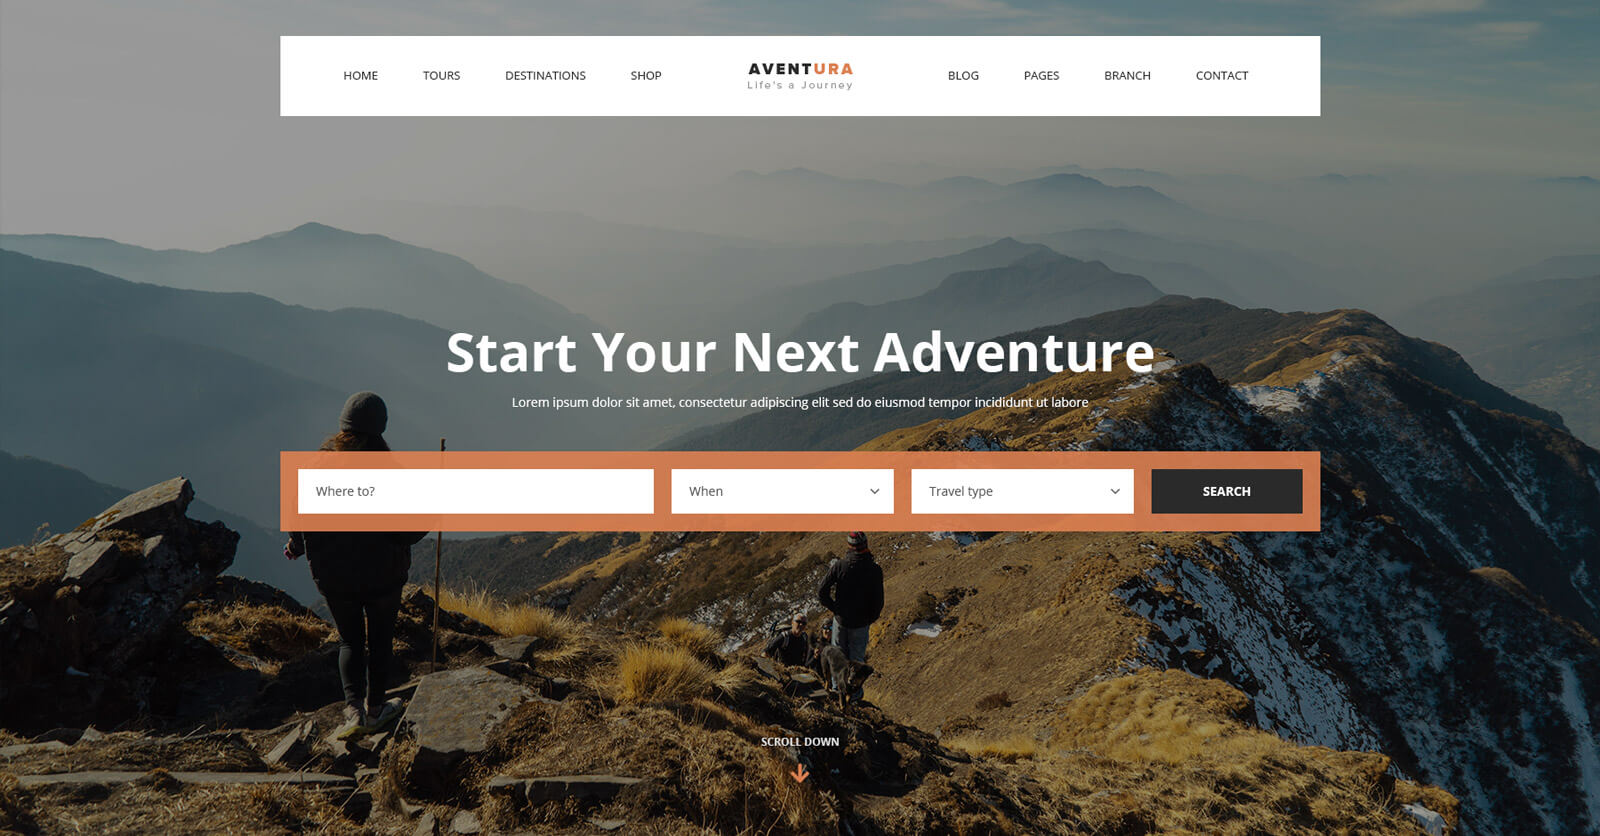 HOME TOURS DESTINATIONS SHOP AVENTURA BLOG PAGES BRANCH CONTACT
Life's a Journey
Start Your Next Adventure
Lorem ipsum dolor sit amet, consectetur adipiscing elit sed do eiusmod tempor incididunt ut labore
Where to? When Travel type SEARCH
SCROLL DOWN